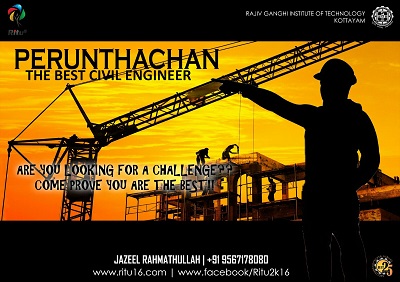 RAJIV GANGHI INSTITUTE OF TECHNOLOGY
KOTTAYAM
PERUNTHACHAN
THE BEST CIVIL ENGINEER
ARE YOU LOOKING FOR A CHALLENGE??
COME PROVE YOU ARE THE BEST!!
JAZEEL RAHMATHULLAH | +91 9567178080
www.ritu16.com | www.facebook/Ritu2k16